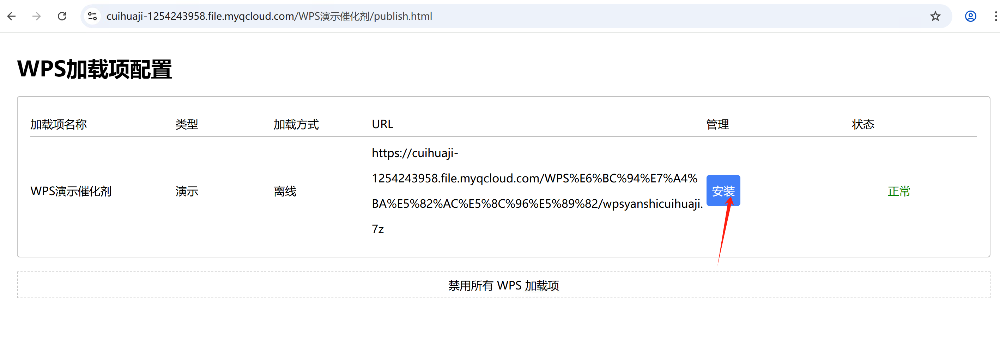 cuihuaji-1254243958.file.myqcloud.com/WPS演示催化剂/publish.html
WPS加载项配置
加载项名称 类型 加载方式 URL 管理 状态
WPS演示催化剂 演示 离线
https://cuihuaji-
1254243958.file.myqcloud.com/WPS%E6%BC%94%E7%A4%
BA%E5%82%AC%E5%8C%96%E5%89%82/wpsyanshicuihuaji.
7z
安装 正常
禁用所有 WPS 加载项